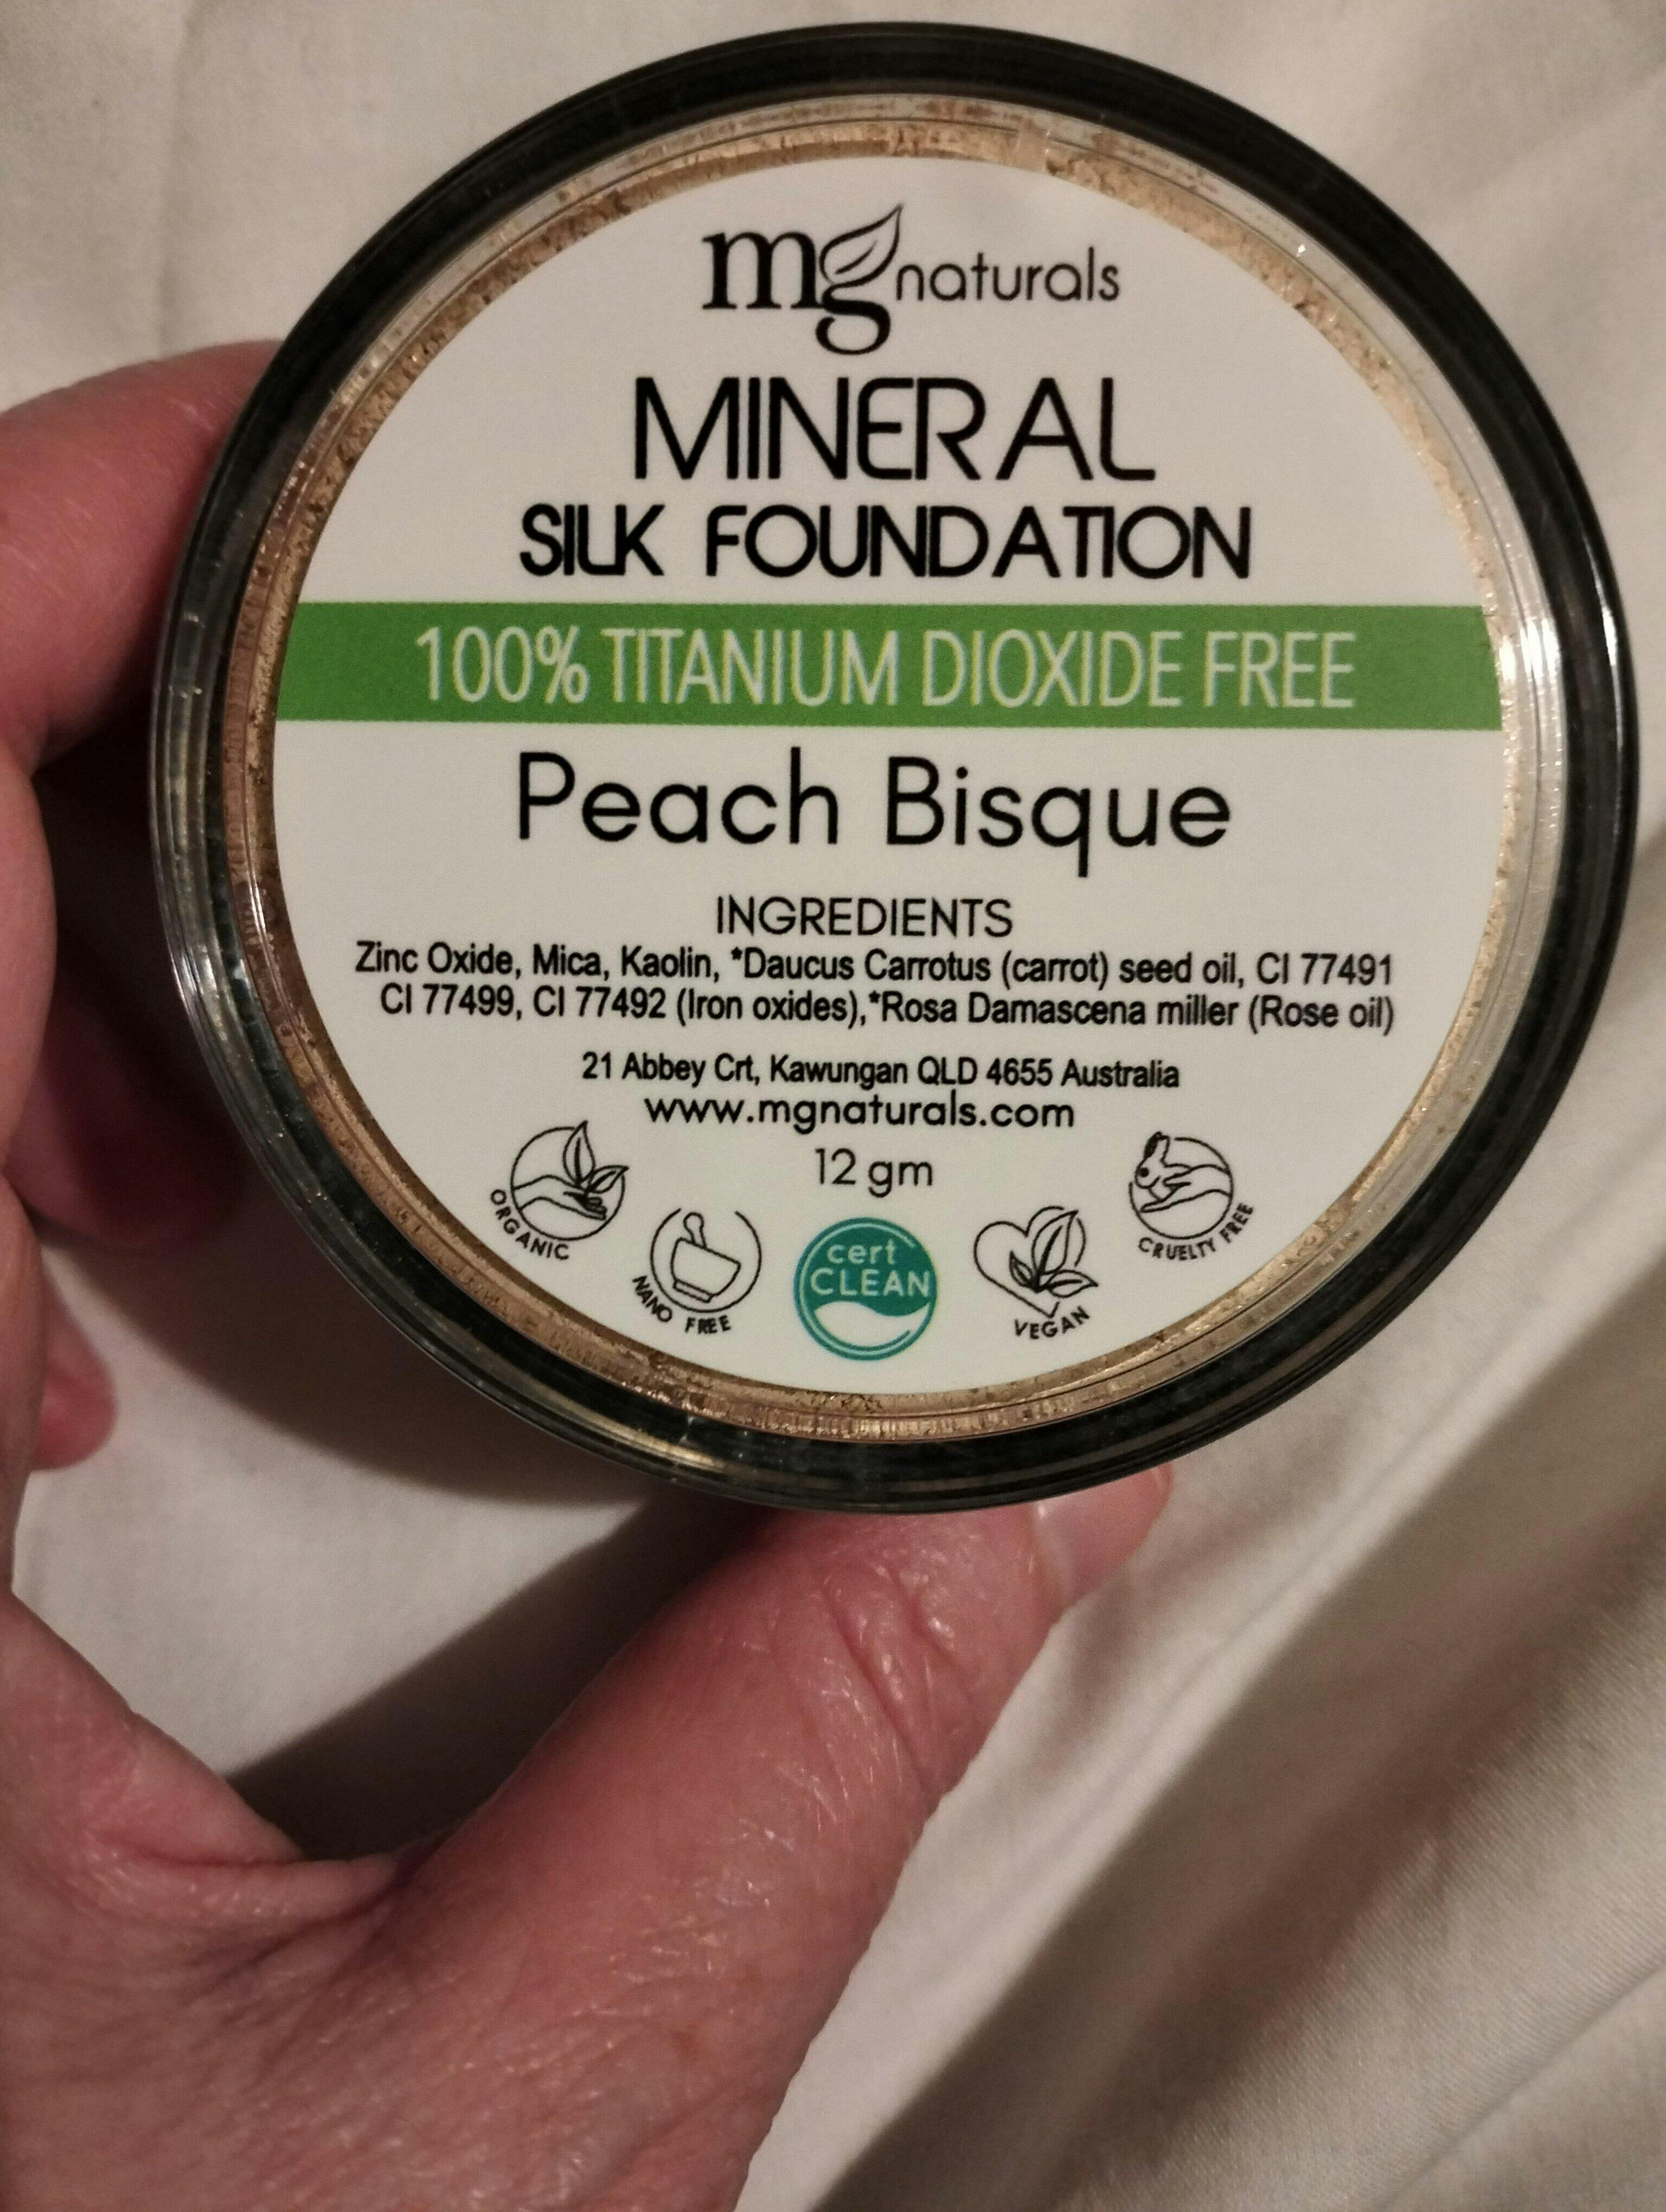 mg naturals
MINERAL
SILK FOUNDATION
100% TITANIUM DIOXIDE FREE
Peach Bisque
INGREDIENTS
Zinc Oxide, Mica, Kaolin, *Daucus Carrotus (carrot) seed oil, CI 77491
CI 77499, CI 77492 (Iron oxides),*Rosa Damascena miller (Rose oil)
21 Abbey Crt, Kawungan QLD 4655 Australia
www.mgnaturals.com
12 gm
ORGANIC
NANO FREE
cert
CLEAN
VEGAN
CRUELTY FREE